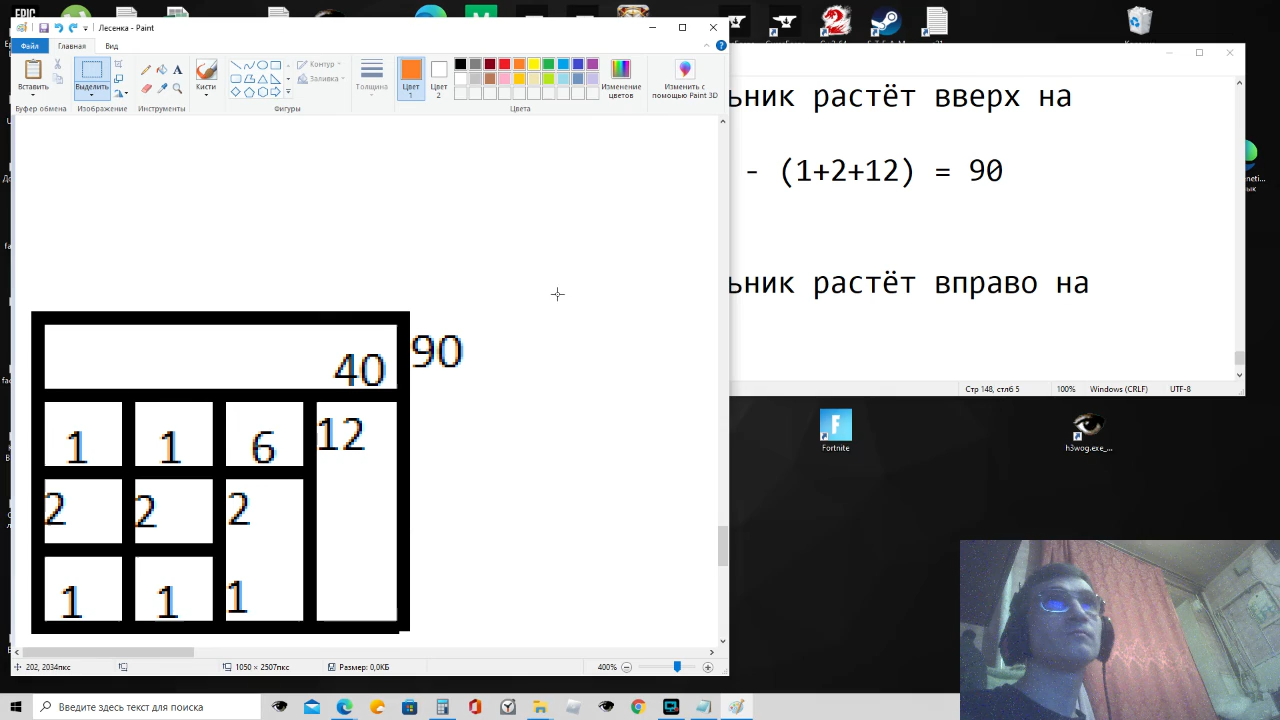 Лесенка - Paint
Файл
Главная
Вид
Вставить
Выделить
Контур
Заливка
Кисти
Толщина
Цвет 1
Цвет 2
Изменение цветов
Изменить с помощью Paint 3D
Буфер обмена
Изображение
Инструменты
Фигуры
Цвета
ьник растёт вверх на
- (1+2+12) = 90
ьник растёт вправо на
Стр 148, стлб 5
100%
Windows (CRLF)
UTF-8
40
90
1
1
6
12
2
2
2
1
1
1
Fortnite
h3wog.exe_...
202, 2034пкс
1050 × 2507пкс
Размер: 0,0КБ
400%
Введите здесь текст для поиска